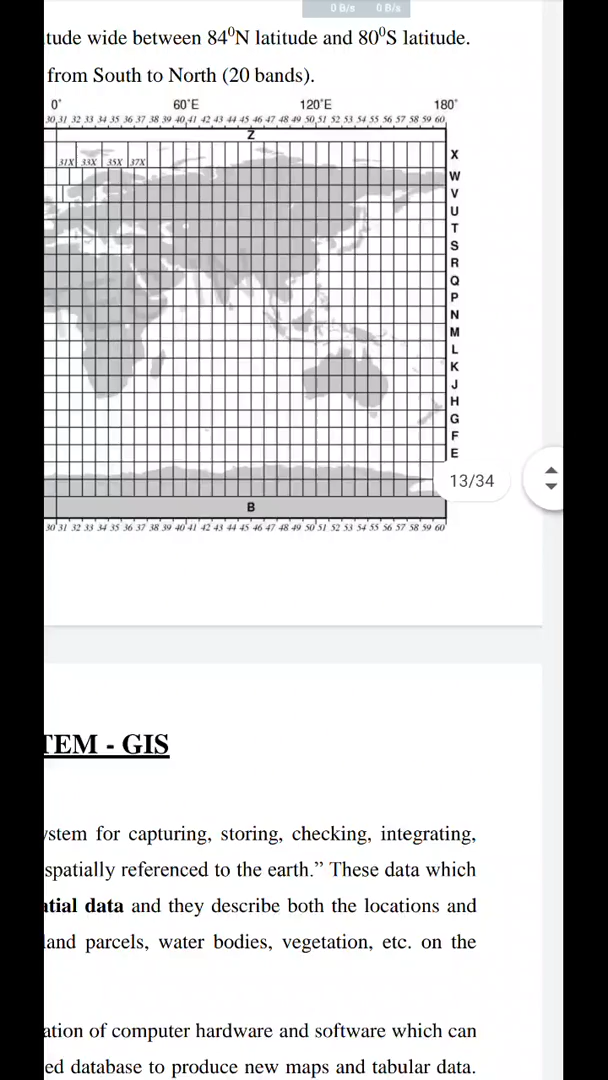 0 B/s 0 B/x
tude wide between 84⁰N latitude and 80⁰S latitude.
from South to North (20 bands).
0° 60°E 120°E 180°
30 31 32 33 34 35 36 37 38 39 40 41 42 43 44 45 46 47 48 49 50 51 52 53 54 55 56 57 58 59 60
Z
31X 33X 35X 37X
X
W
V
U
T
S
R
Q
P
N
M
L
K
J
H
G
F
E
13/34
B
30 31 32 33 34 35 36 37 38 39 40 41 42 43 44 45 46 47 48 49 50 51 52 53 54 55 56 57 58 59 60
TEM - GIS
ystem for capturing, storing, checking, integrating,
spatially referenced to the earth.” These data which
atial data and they describe both the locations and
land parcels, water bodies, vegetation, etc. on the
ation of computer hardware and software which can
ed database to produce new maps and tabular data.